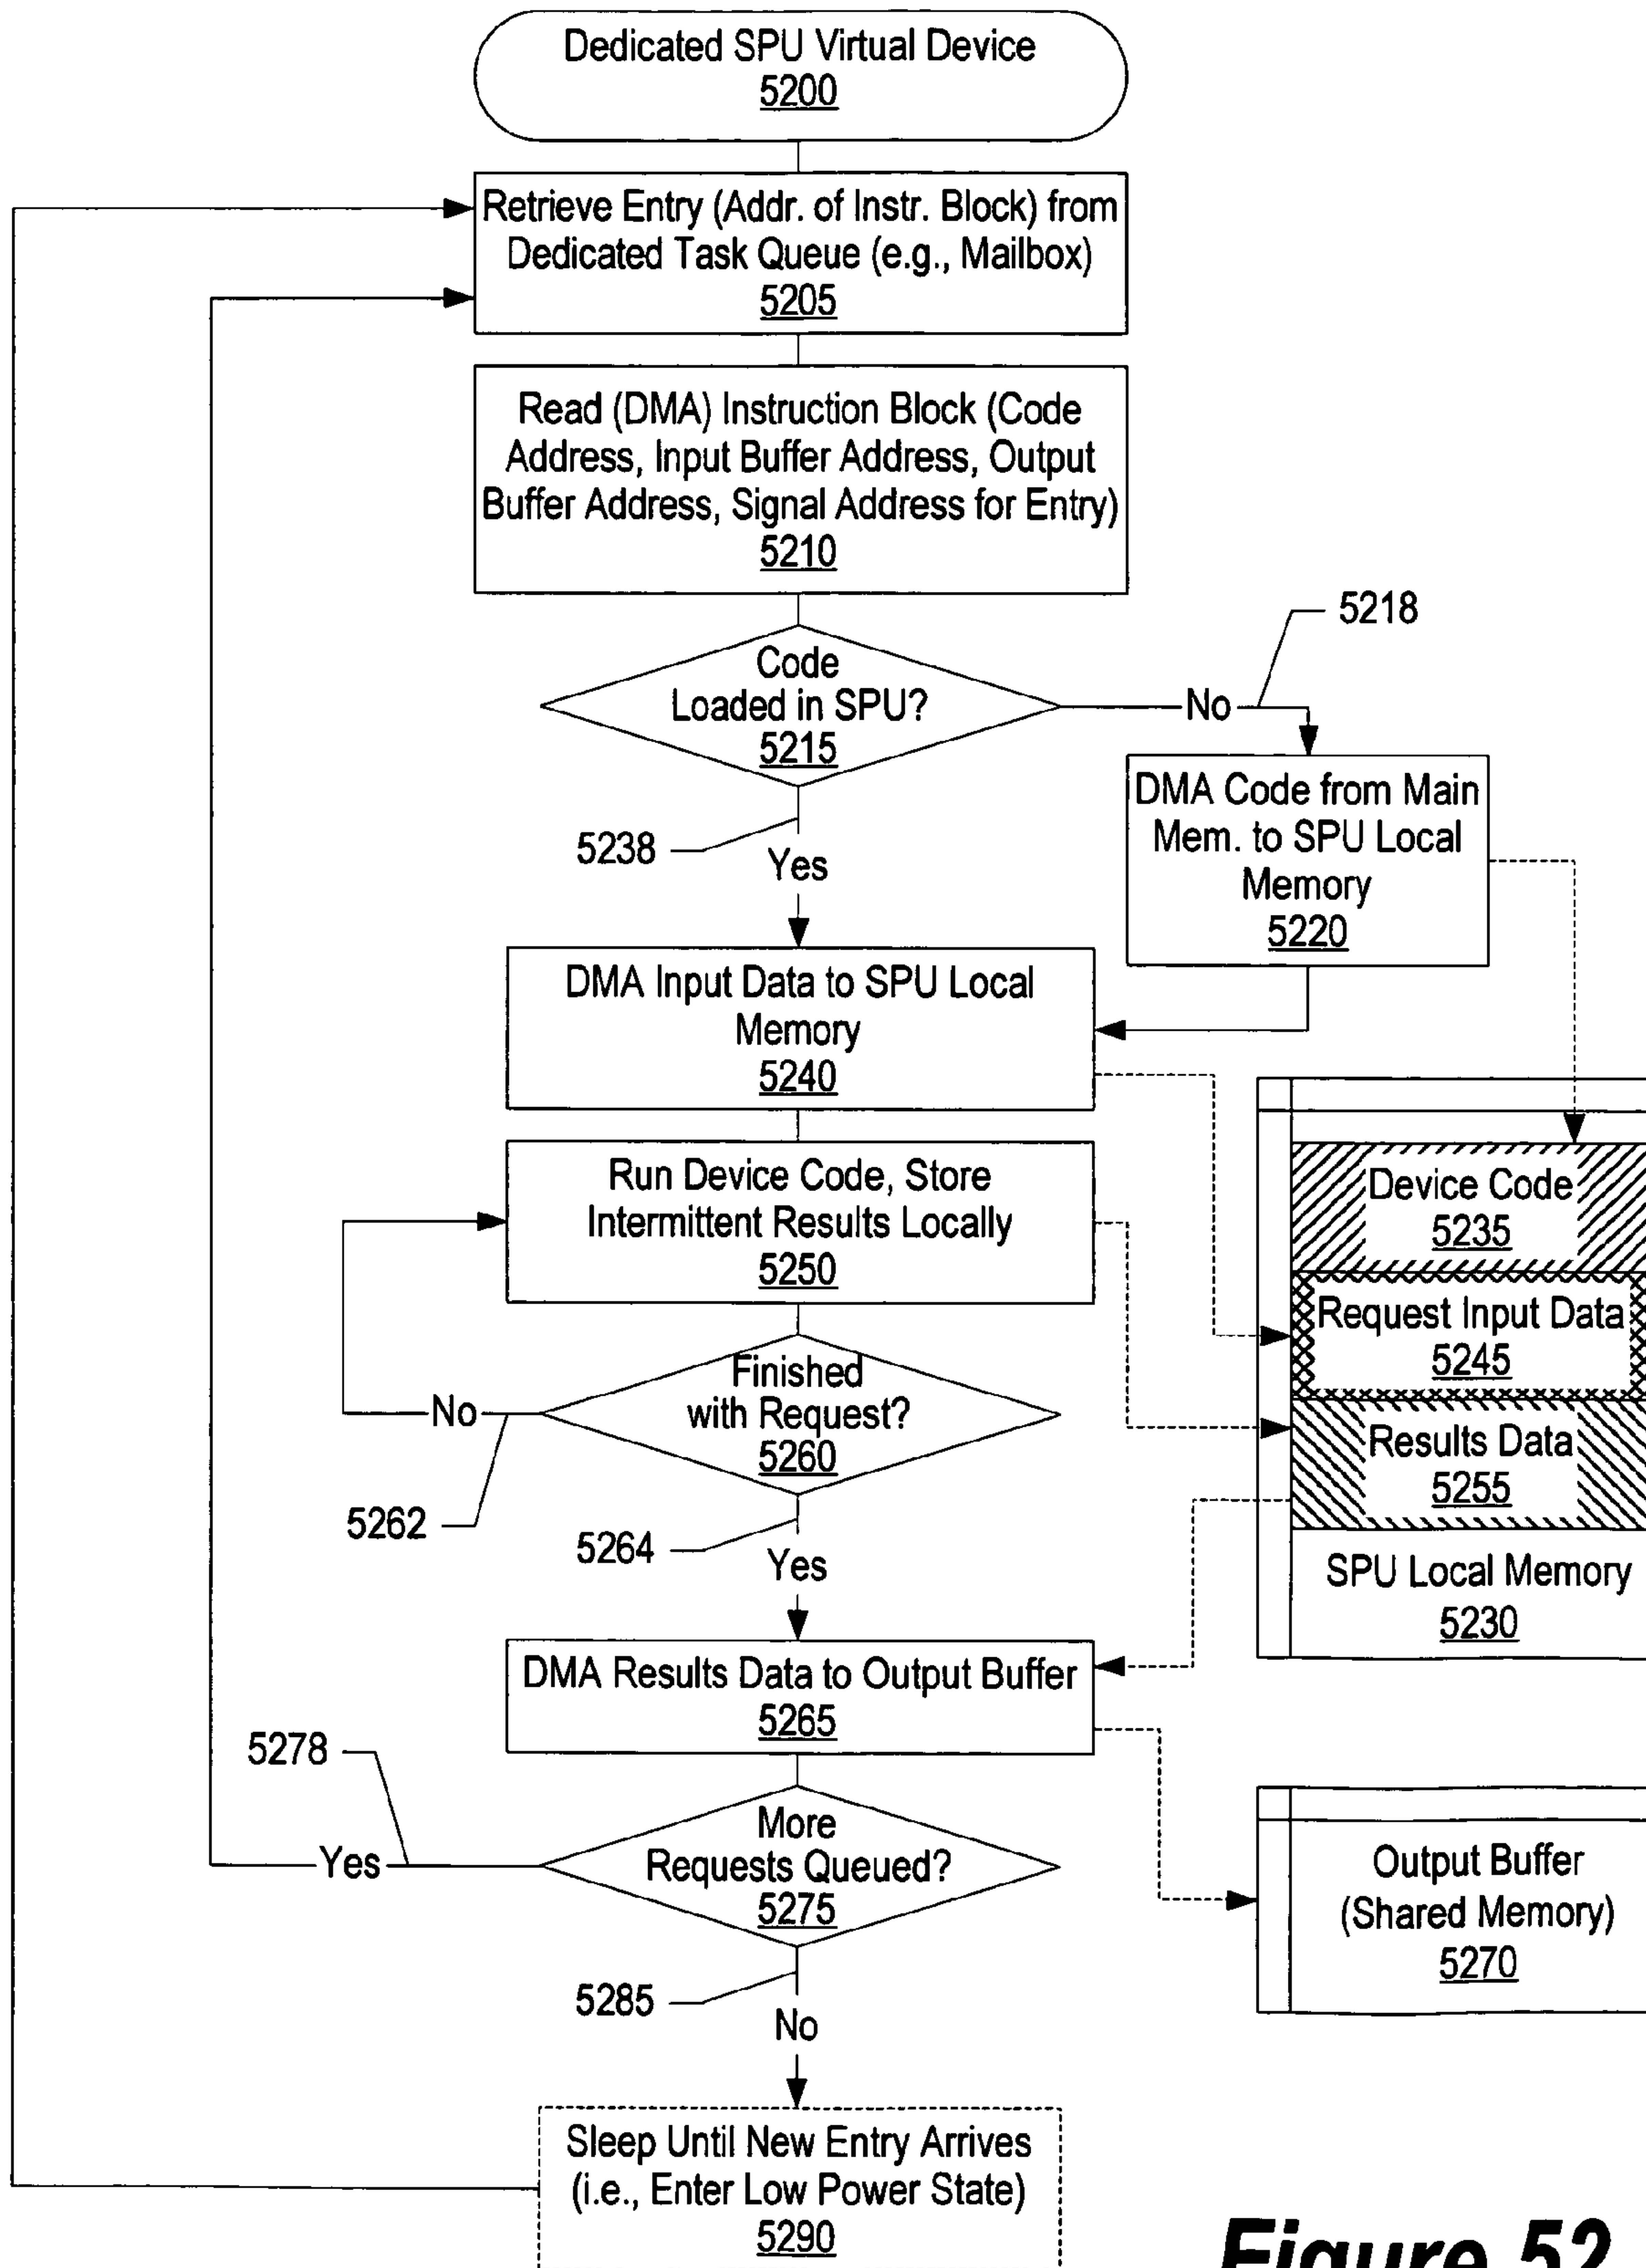 Dedicated SPU Virtual Device
5200
Retrieve Entry (Addr. of Instr. Block) from
Dedicated Task Queue (e.g., Mailbox)
5205
Read (DMA) Instruction Block (Code
Address, Input Buffer Address, Output
Buffer Address, Signal Address for Entry)
5210
5218
Code
Loaded in SPU?
5215
No
5238
Yes
DMA Code from Main
Mem. to SPU Local
Memory
5220
DMA Input Data to SPU Local
Memory
5240
Run Device Code, Store
Intermittent Results Locally
5250
Device Code
5235
Request Input Data
5245
Results Data
5255
SPU Local Memory
5230
Finished
with Request?
5260
No
5262
5264
Yes
DMA Results Data to Output Buffer
5265
5278
More
Requests Queued?
5275
Yes
Output Buffer
(Shared Memory)
5270
5285
No
Sleep Until New Entry Arrives
(i.e., Enter Low Power State)
5290
Figure 52